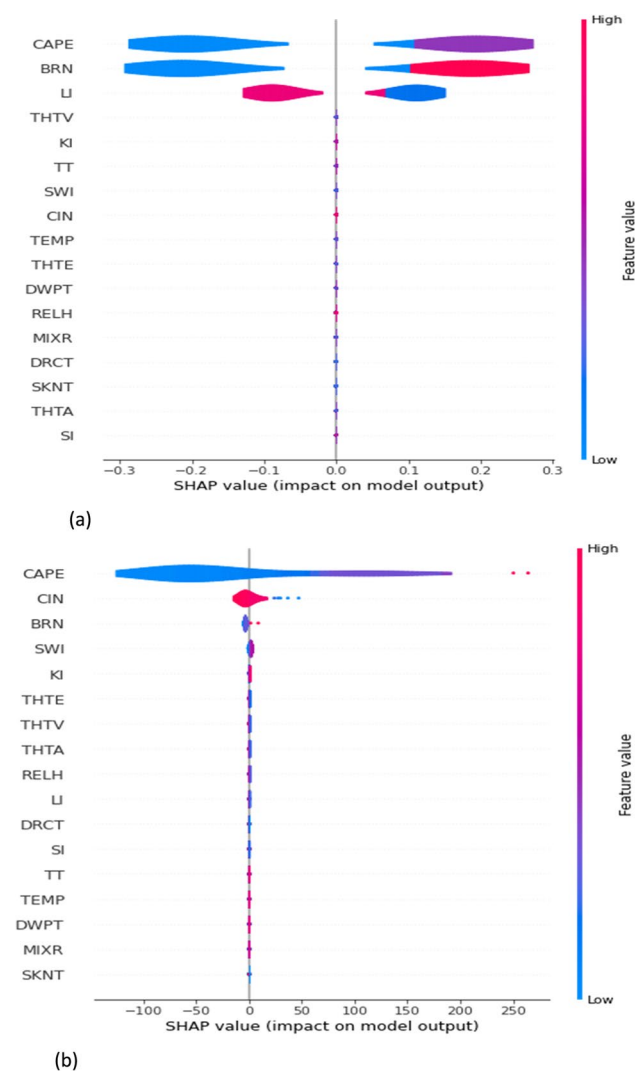 High
CAPE
BRN
LI
THTV
KI
TT
SWI
CIN
TEMP
THTE
DWPT
RELH
MIXR
DRCT
SKNT
THTA
SI
Feature value
Low
−0.3 −0.2 −0.1 0.0 0.1 0.2 0.3
SHAP value (impact on model output)
(a)
High
CAPE
CIN
BRN
SWI
KI
THTE
THTV
THTA
RELH
LI
DRCT
SI
TT
TEMP
DWPT
MIXR
SKNT
Feature value
Low
−100 −50 0 50 100 150 200 250
SHAP value (impact on model output)
(b)